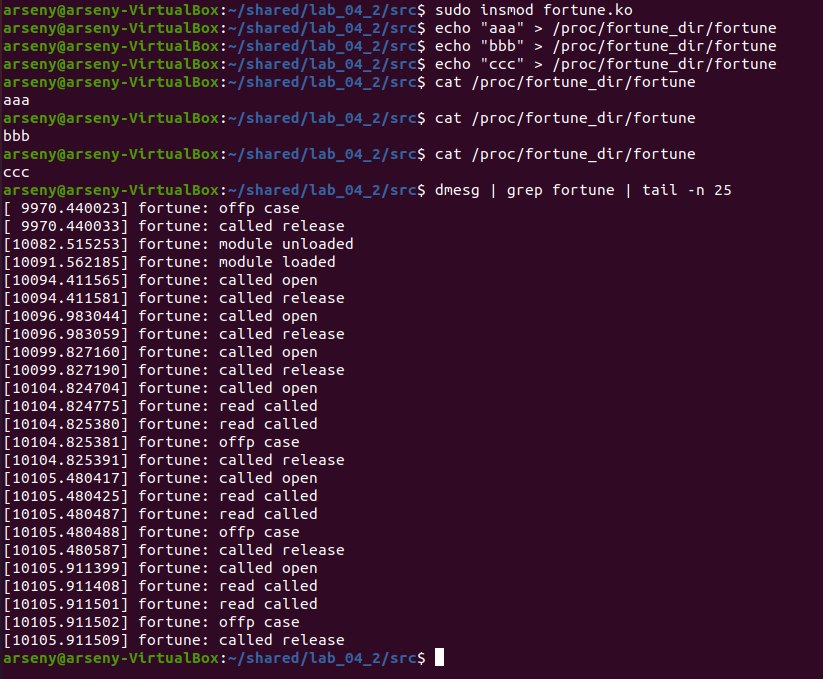 arseny@arseny-VirtualBox:~/shared/lab_04_2/src$ sudo insmod fortune.ko
arseny@arseny-VirtualBox:~/shared/lab_04_2/src$ echo "aaa" > /proc/fortune_dir/fortune
arseny@arseny-VirtualBox:~/shared/lab_04_2/src$ echo "bbb" > /proc/fortune_dir/fortune
arseny@arseny-VirtualBox:~/shared/lab_04_2/src$ echo "ccc" > /proc/fortune_dir/fortune
arseny@arseny-VirtualBox:~/shared/lab_04_2/src$ cat /proc/fortune_dir/fortune
aaa
arseny@arseny-VirtualBox:~/shared/lab_04_2/src$ cat /proc/fortune_dir/fortune
bbb
arseny@arseny-VirtualBox:~/shared/lab_04_2/src$ cat /proc/fortune_dir/fortune
ccc
arseny@arseny-VirtualBox:~/shared/lab_04_2/src$ dmesg | grep fortune | tail -n 25
[ 9970.440023] fortune: offp case
[ 9970.440033] fortune: called release
[10082.515253] fortune: module unloaded
[10091.562185] fortune: module loaded
[10094.411565] fortune: called open
[10094.411581] fortune: called release
[10096.983044] fortune: called open
[10096.983059] fortune: called release
[10099.827160] fortune: called open
[10099.827190] fortune: called release
[10104.824704] fortune: called open
[10104.824775] fortune: read called
[10104.825380] fortune: read called
[10104.825381] fortune: offp case
[10104.825391] fortune: called release
[10105.480417] fortune: called open
[10105.480425] fortune: read called
[10105.480487] fortune: read called
[10105.480488] fortune: offp case
[10105.480587] fortune: called release
[10105.911399] fortune: called open
[10105.911408] fortune: read called
[10105.911501] fortune: read called
[10105.911502] fortune: offp case
[10105.911509] fortune: called release
arseny@arseny-VirtualBox:~/shared/lab_04_2/src$